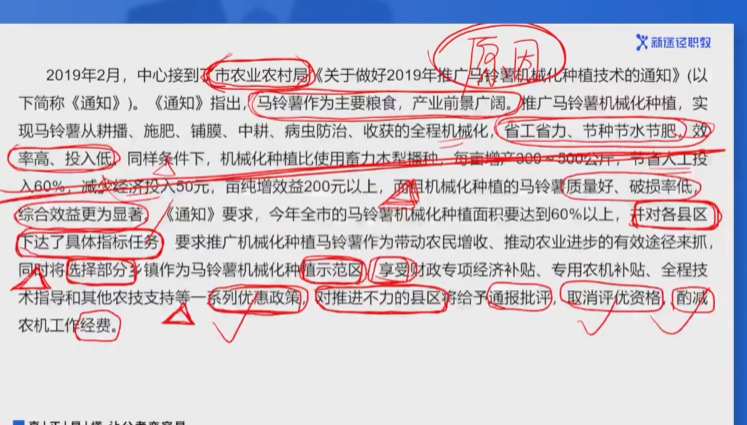 原因
新途径职教
2019年2月，中心接到了市农业农村局《关于做好2019年推广马铃薯机械化种植技术的通知》(以
下简称《通知》)。《通知》指出，马铃薯作为主要粮食，产业前景广阔。推广马铃薯机械化种植，实
现马铃薯从耕播、施肥、铺膜、中耕、病虫防治、收获的全程机械化，省工省力、节种节水节肥，效
率高、投入低。同样条件下，机械化种植比使用畜力木犁播种，每亩增产300~500公斤，节省人工投
入60%，减少经济投入50元，亩纯增效益200元以上，而且机械化种植的马铃薯质量好、破损率低，
综合效益更为显著。《通知》要求，今年全市的马铃薯机械化种植面积要达到60%以上，并对各县区
下达了具体指标任务。要求推广机械化种植马铃薯作为带动农民增收、推动农业进步的有效途径来抓，
同时将选择部分乡镇作为马铃薯机械化种植示范区，享受财政专项经济补贴、专用农机补贴、全程技
术指导和其他农技支持等一系列优惠政策，对推进不力的县区将给予通报批评，取消评优资格，酌减
农机工作经费。